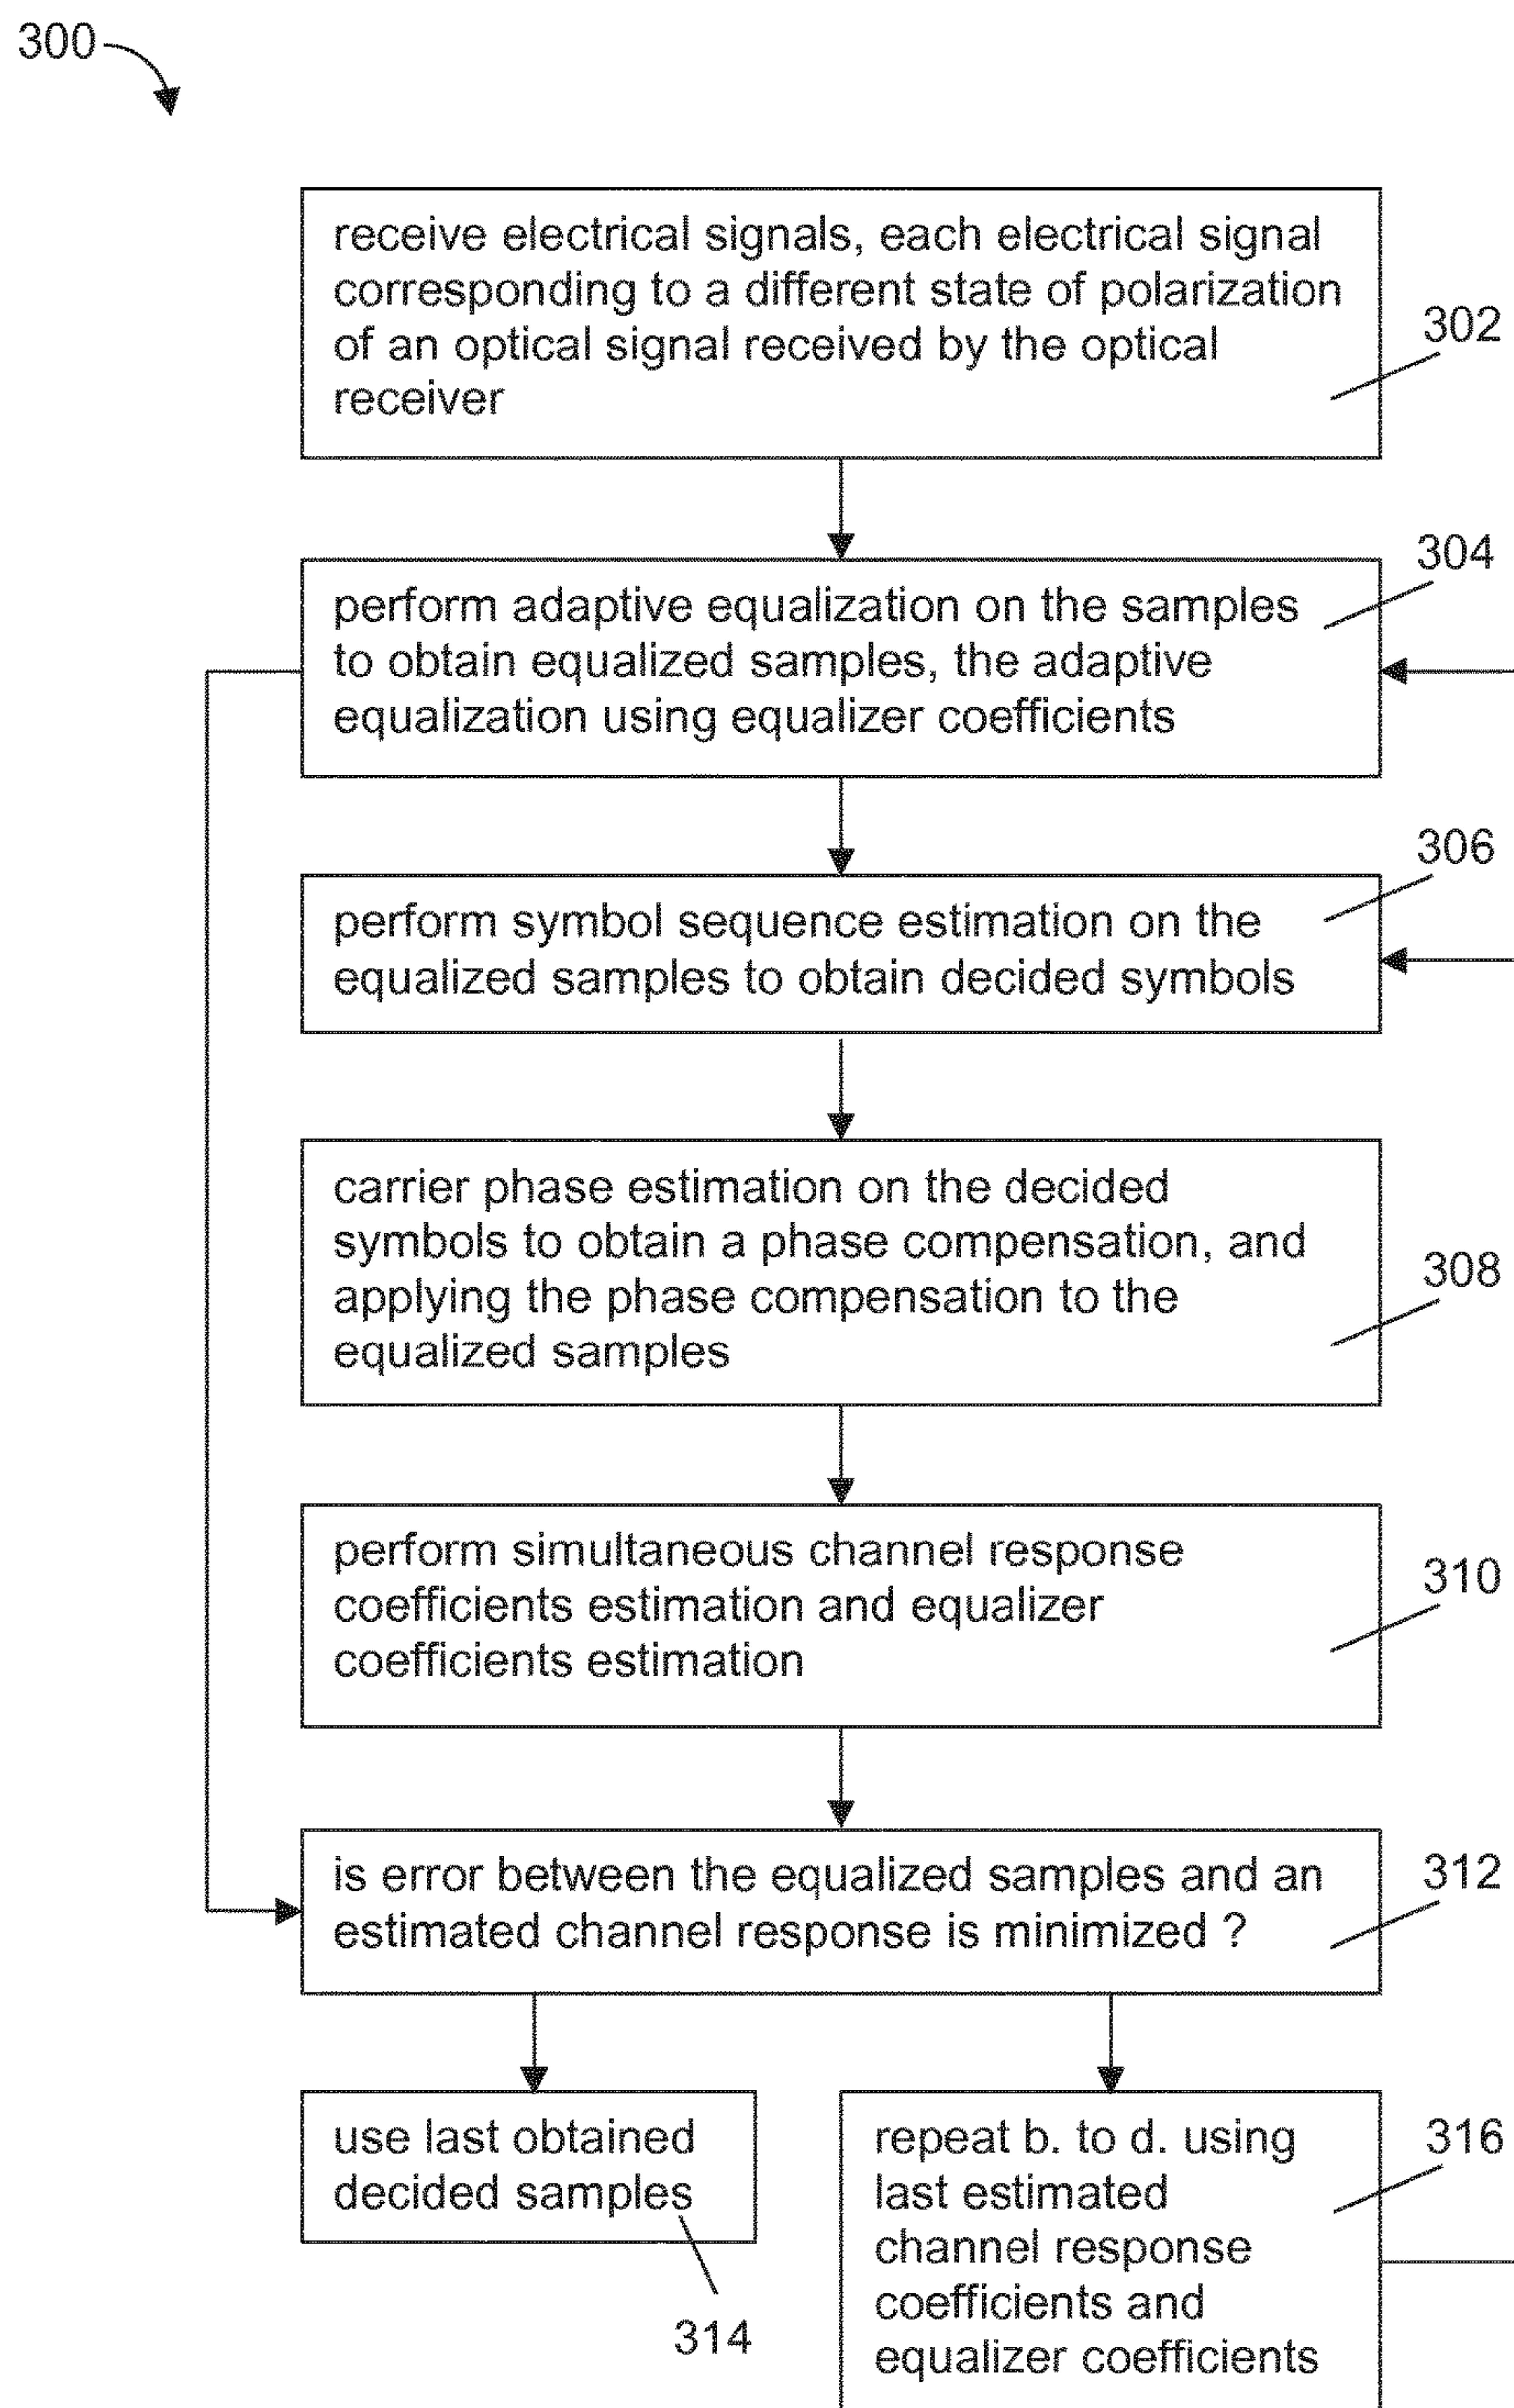 300
receive electrical signals, each electrical signal
corresponding to a different state of polarization
of an optical signal received by the optical
receiver
302
perform adaptive equalization on the samples
to obtain equalized samples, the adaptive
equalization using equalizer coefficients
304
perform symbol sequence estimation on the
equalized samples to obtain decided symbols
306
carrier phase estimation on the decided
symbols to obtain a phase compensation, and
applying the phase compensation to the
equalized samples
308
perform simultaneous channel response
coefficients estimation and equalizer
coefficients estimation
310
is error between the equalized samples and an
estimated channel response is minimized ?
312
use last obtained
decided samples
314
repeat b. to d. using
last estimated
channel response
coefficients and
equalizer coefficients
316